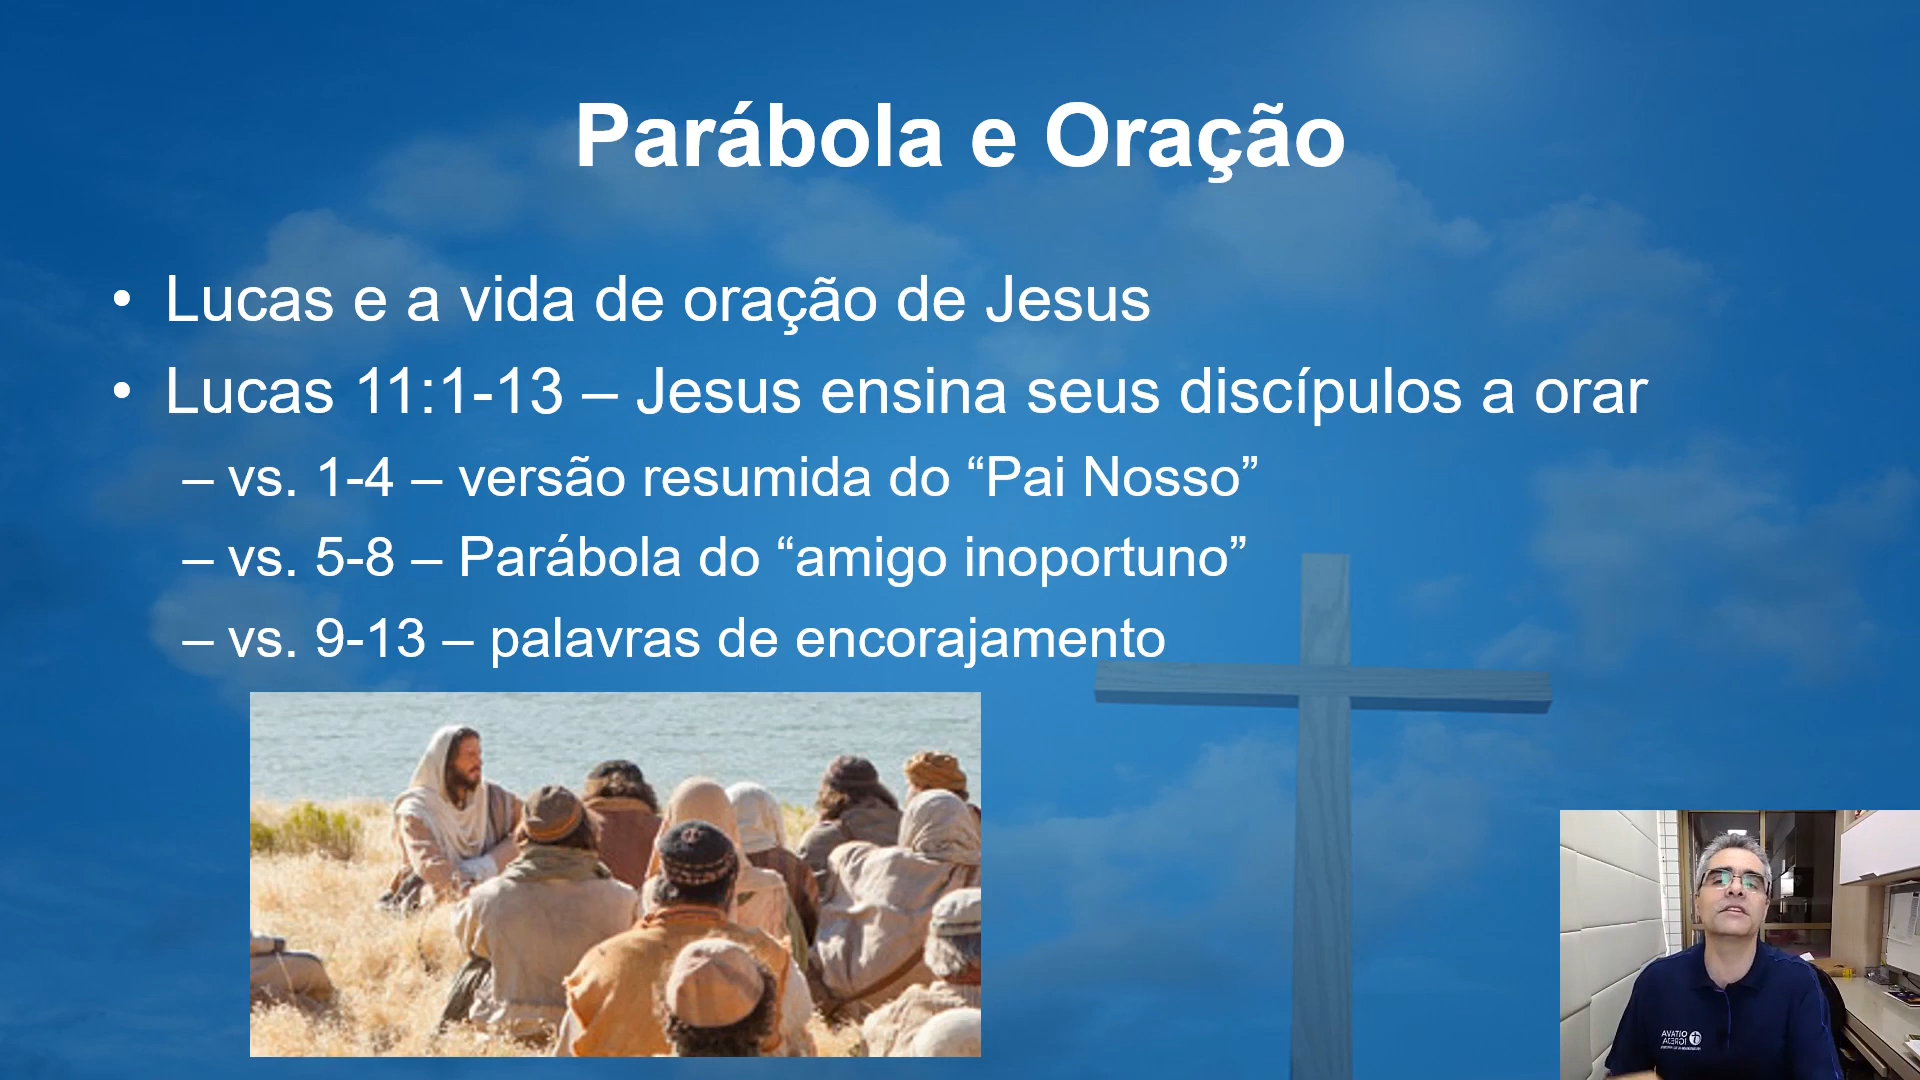 Parábola e Oração
• Lucas e a vida de oração de Jesus
• Lucas 11:1-13 – Jesus ensina seus discípulos a orar
– vs. 1-4 – versão resumida do “Pai Nosso”
– vs. 5-8 – Parábola do “amigo inoportuno”
– vs. 9-13 – palavras de encorajamento